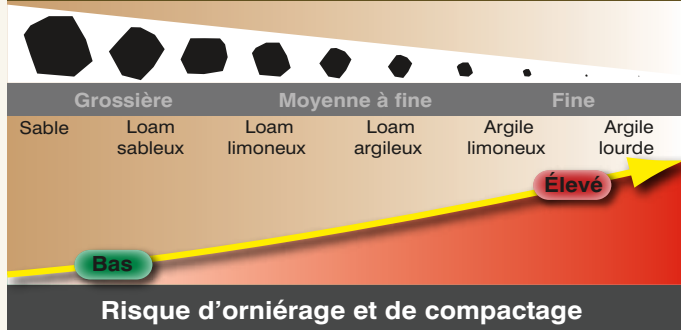 Grossière Moyenne à fine Fine
Sable Loam Loam Loam Argile Argile
sableux limoneux argileux limoneux lourde
Élevé
Bas
Risque d'orniérage et de compactage